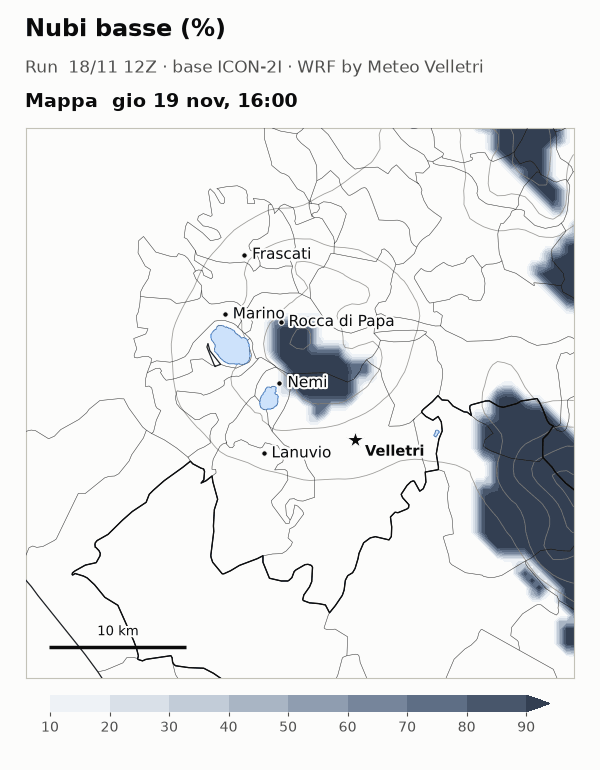 Nubi basse (%)
Run  18/11 12Z · base ICON-2I · WRF by Meteo Velletri
Mappa  gio 19 nov, 16:00
Frascati
Marino
Rocca di Papa
Nemi
Velletri
Lanuvio
10 km
10 20 30 40 50 60 70 80 90